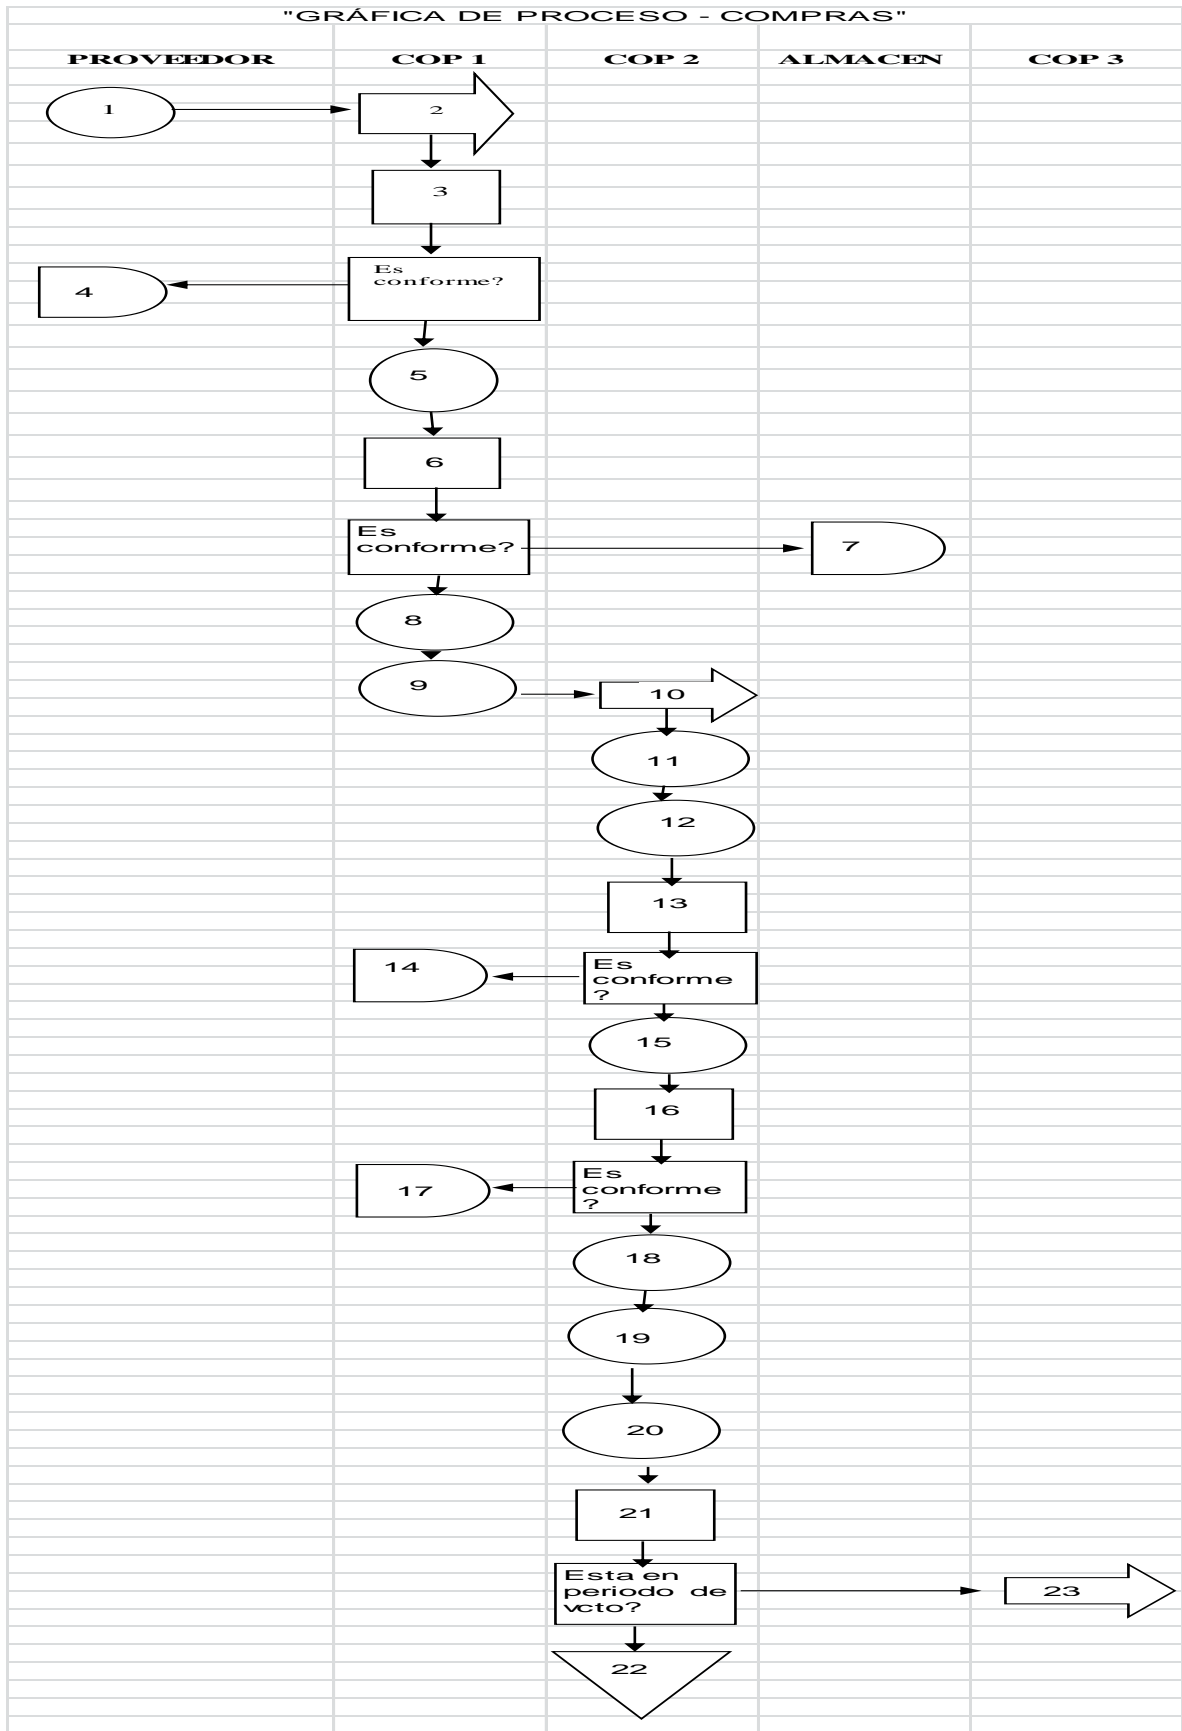 "GRÁFICA DE PROCESO - COMPRAS"
PROVEEDOR COP 1 COP 2 ALMACEN COP 3
1 2
3
Es
conforme?
4
5
6
Es
conforme?
7
8
9
10
11
12
13
14
Es
conforme
?
15
16
17
Es
conforme
?
18
19
20
21
Esta en
periodo de
vcto?
23
22